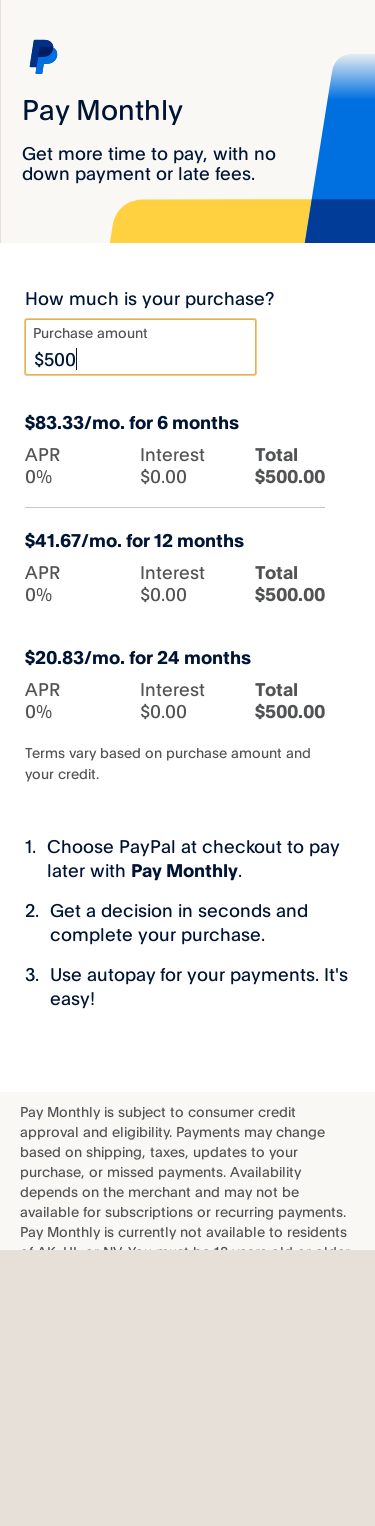 Pay Monthly
Get more time to pay, with no
down payment or late fees.
How much is your purchase?
Purchase amount
$500
$83.33/mo. for 6 months
APR Interest Total
0% $0.00 $500.00
$41.67/mo. for 12 months
APR Interest Total
0% $0.00 $500.00
$20.83/mo. for 24 months
APR Interest Total
0% $0.00 $500.00
Terms vary based on purchase amount and
your credit.
1. Choose PayPal at checkout to pay
later with Pay Monthly.
2. Get a decision in seconds and
complete your purchase.
3. Use autopay for your payments. It's
easy!
Pay Monthly is subject to consumer credit
approval and eligibility. Payments may change
based on shipping, taxes, updates to your
purchase, or missed payments. Availability
depends on the merchant and may not be
available for subscriptions or recurring payments.
Pay Monthly is currently not available to residents